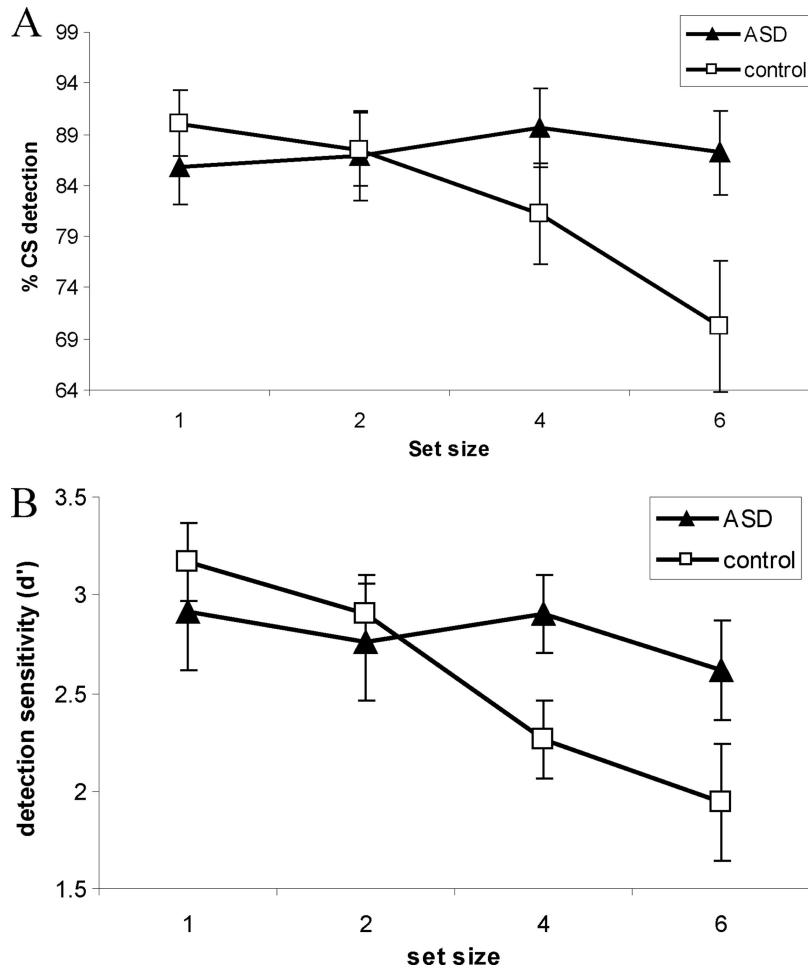 A
99
94
89
84
79
74
69
64
% CS detection
ASD
control
1 2 4 6
Set size
B
3.5
3
2.5
2
1.5
detection sensitivity (d')
ASD
control
1 2 4 6
set size